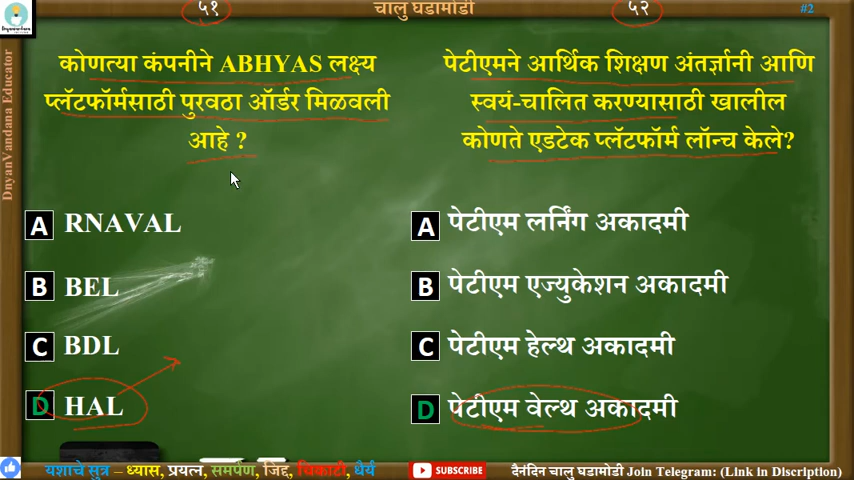 ५१
चालु घडामोडी
५२
#2
Dnyanvandana
DnyanVandana Educator
कोणत्या कंपनीने ABHYAS लक्ष्य
प्लॅटफॉर्मसाठी पुरवठा ऑर्डर मिळवली
आहे ?
A RNAVAL
B BEL
C BDL
D HAL
पेटीएमने आर्थिक शिक्षण अंतर्ज्ञानी आणि
स्वयं-चालित करण्यासाठी खालील
कोणते एडटेक प्लॅटफॉर्म लॉन्च केले?
A पेटीएम लर्निंग अकादमी
B पेटीएम एज्युकेशन अकादमी
C पेटीएम हेल्थ अकादमी
D पेटीएम वेल्थ अकादमी
यशाचे सुत्र – ध्यास, प्रयत्न, समर्पण, जिद्द, चिकाटी, धैर्य
SUBSCRIBE
दैनंदिन चालु घडामोडी Join Telegram: (Link in Discription)